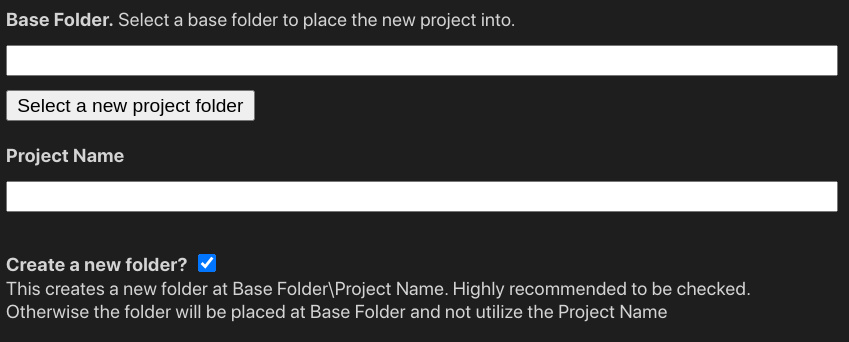 Base Folder. Select a base folder to place the new project into.
Select a new project folder
Project Name
Create a new folder?
This creates a new folder at Base Folder\Project Name. Highly recommended to be checked.
Otherwise the folder will be placed at Base Folder and not utilize the Project Name